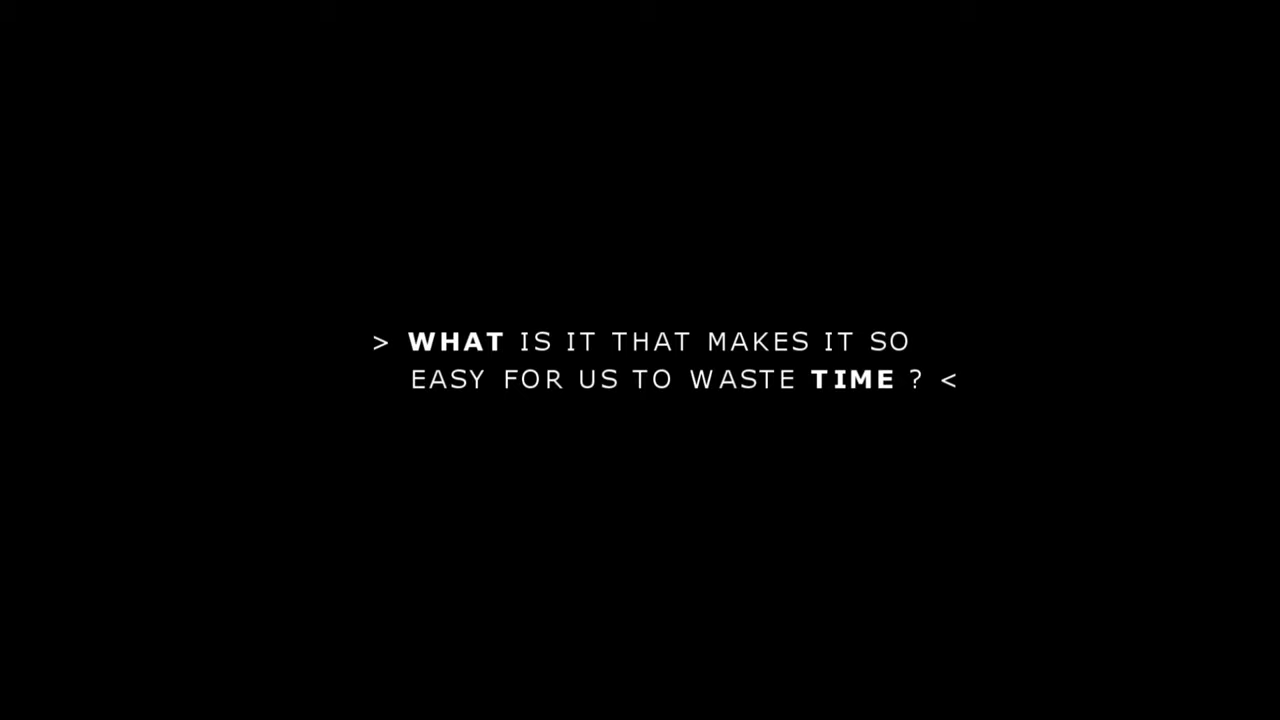 > WHAT IS IT THAT MAKES IT SO
EASY FOR US TO WASTE TIME ? <